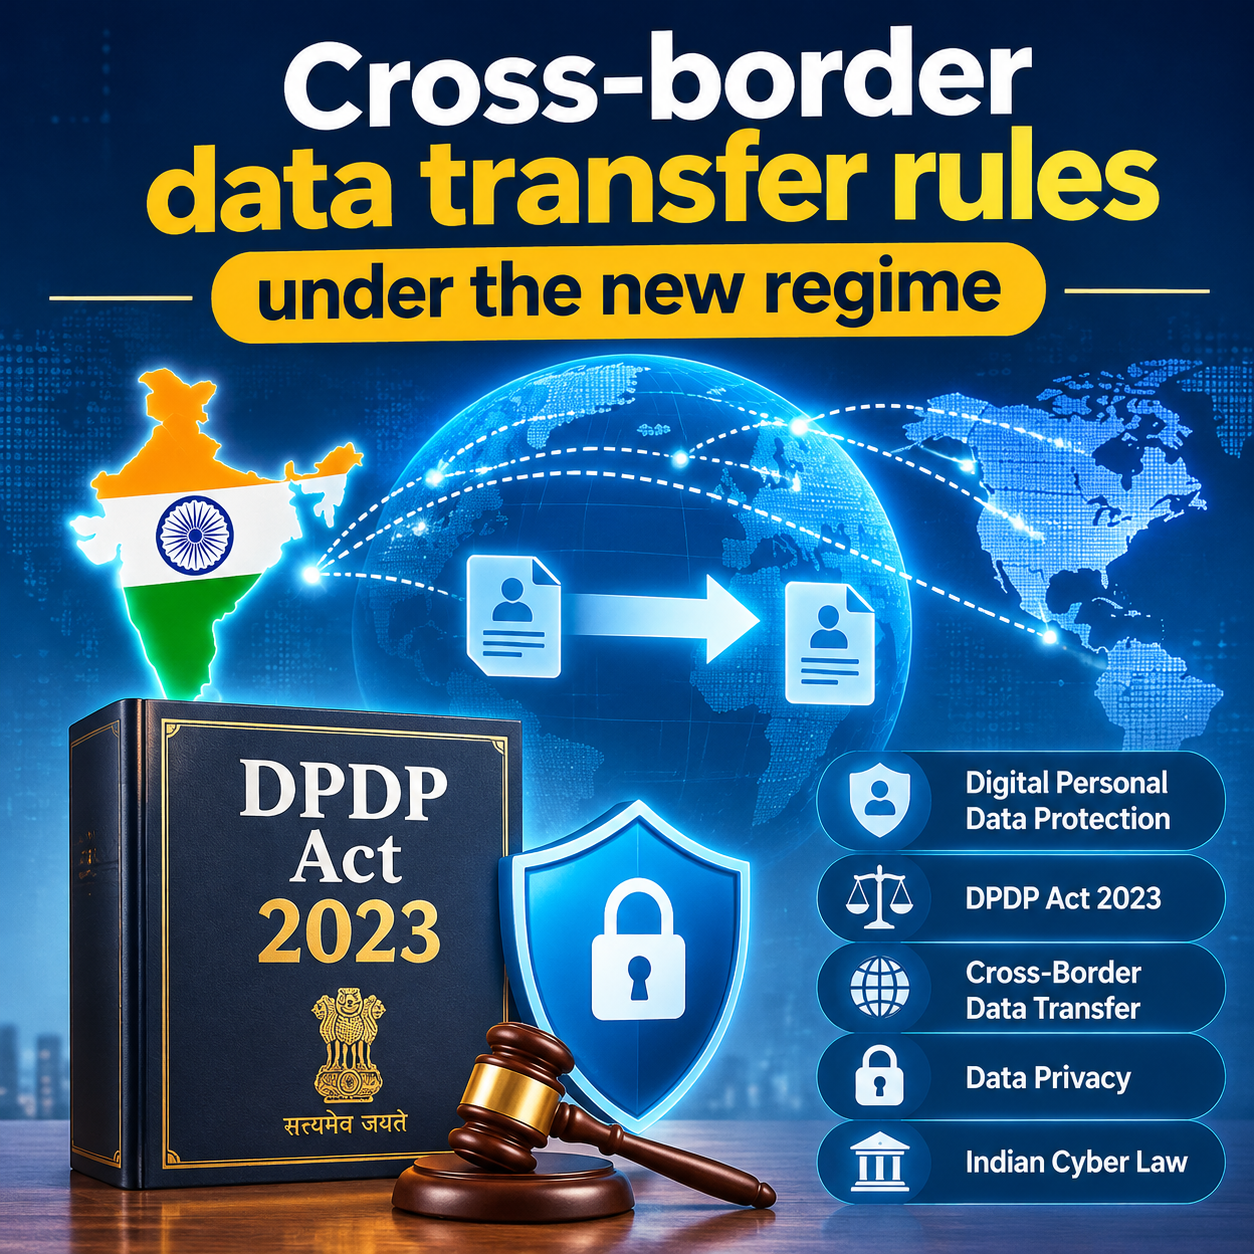 Cross-border
data transfer rules
under the new regime
DPDP
Act
2023
सत्यमेव जयते
Digital Personal
Data Protection
DPDP Act 2023
Cross-Border
Data Transfer
Data Privacy
Indian Cyber Law